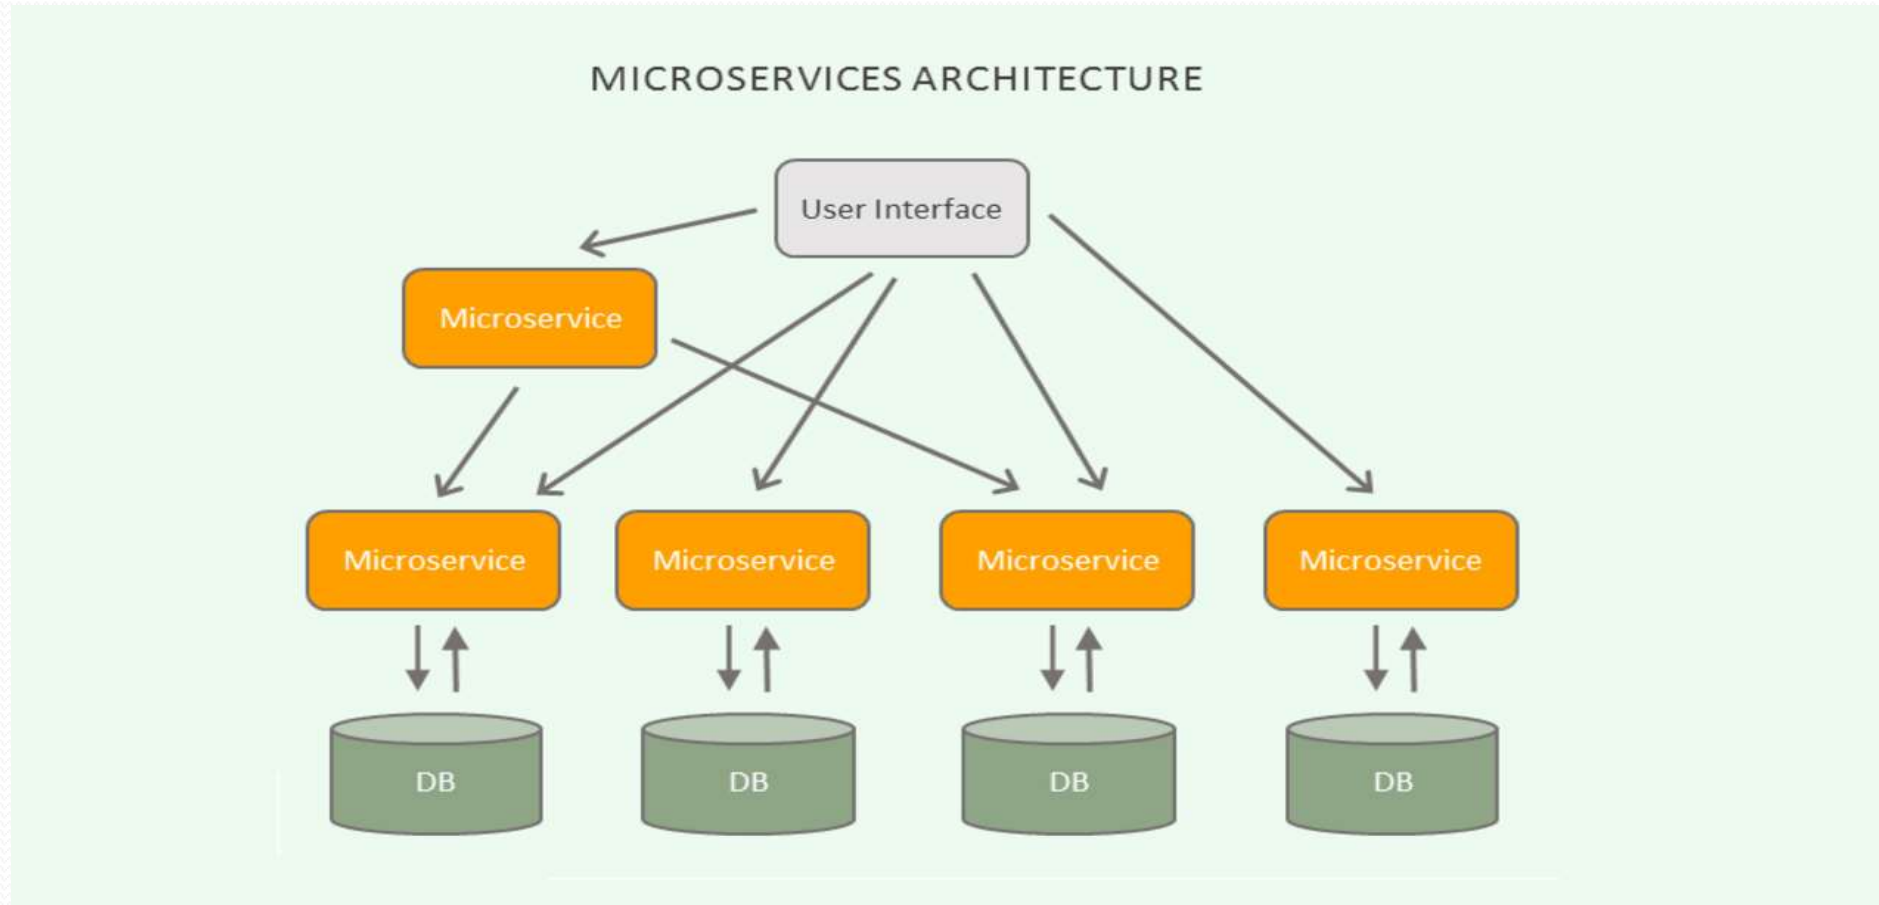 MICROSERVICES ARCHITECTURE
User Interface
Microservice
Microservice
Microservice
Microservice
Microservice
DB
DB
DB
DB